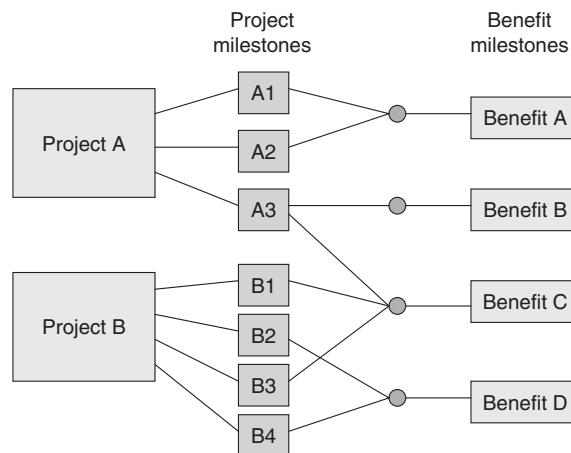 Project
milestones
Benefit
milestones
Project A
A1
A2
A3
Benefit A
Benefit B
Project B
B1
B2
B3
B4
Benefit C
Benefit D